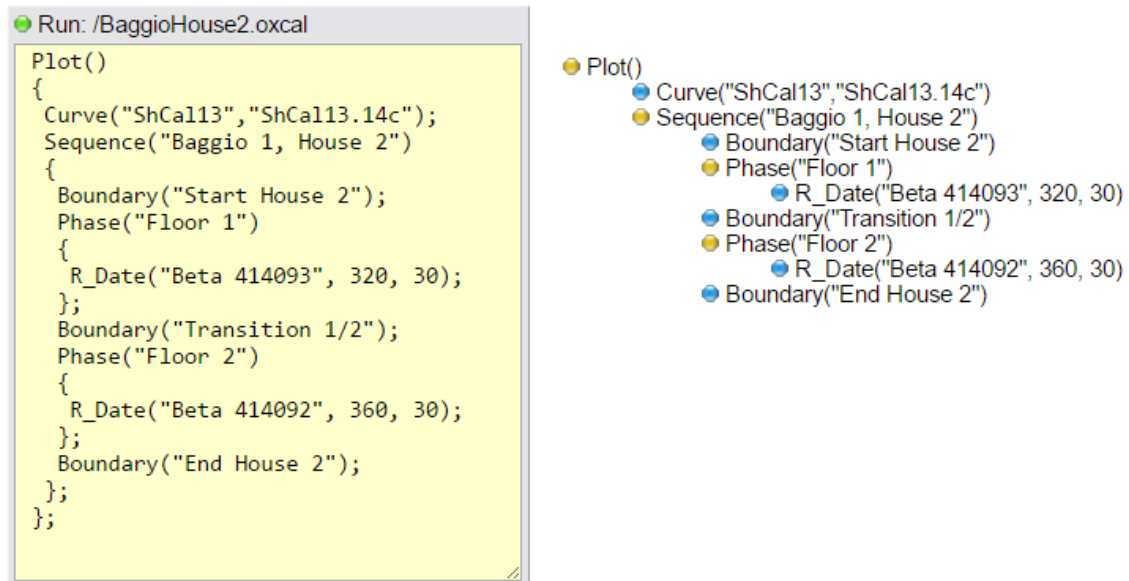 Run: /BaggioHouse2.oxcal
Plot()
{
Curve("ShCal13","ShCal13.14c");
Sequence("Baggio 1, House 2")
{
Boundary("Start House 2");
Phase("Floor 1")
{
R_Date("Beta 414093", 320, 30);
};
Boundary("Transition 1/2");
Phase("Floor 2")
{
R_Date("Beta 414092", 360, 30);
};
Boundary("End House 2");
};
};
Plot()
Curve("ShCal13","ShCal13.14c")
Sequence("Baggio 1, House 2")
Boundary("Start House 2")
Phase("Floor 1")
R_Date("Beta 414093", 320, 30)
Boundary("Transition 1/2")
Phase("Floor 2")
R_Date("Beta 414092", 360, 30)
Boundary("End House 2")